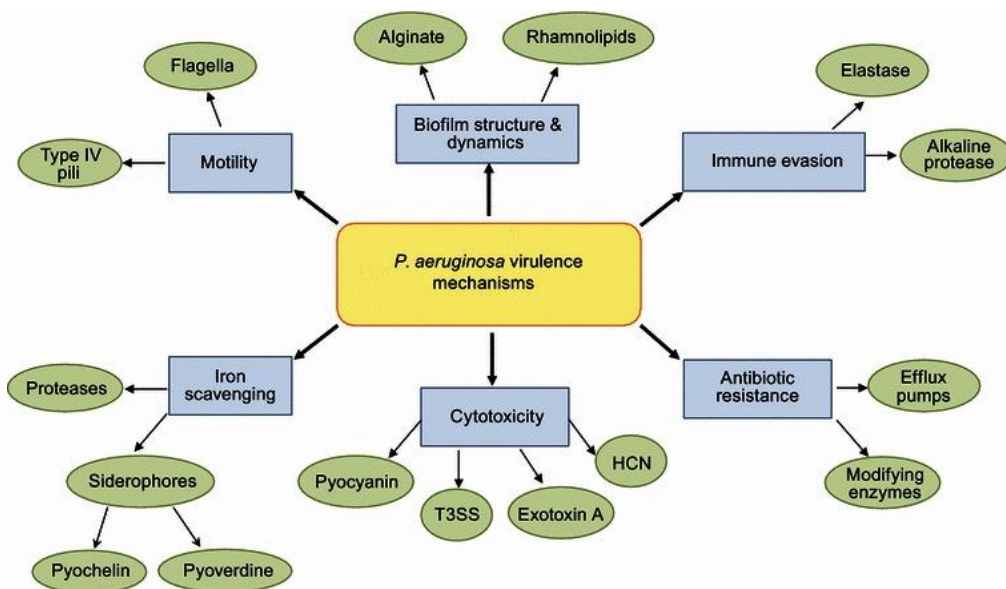 Alginate
Rhamnolipids
Flagella
Elastase
Biofilm structure &
dynamics
Type IV
pili
Motility
Immune evasion
Alkaline
protease
P. aeruginosa virulence
mechanisms
Proteases
Iron
scavenging
Antibiotic
resistance
Efflux
pumps
Cytotoxicity
Siderophores
Pyocyanin
HCN
Modifying
enzymes
T3SS
Exotoxin A
Pyochelin
Pyoverdine